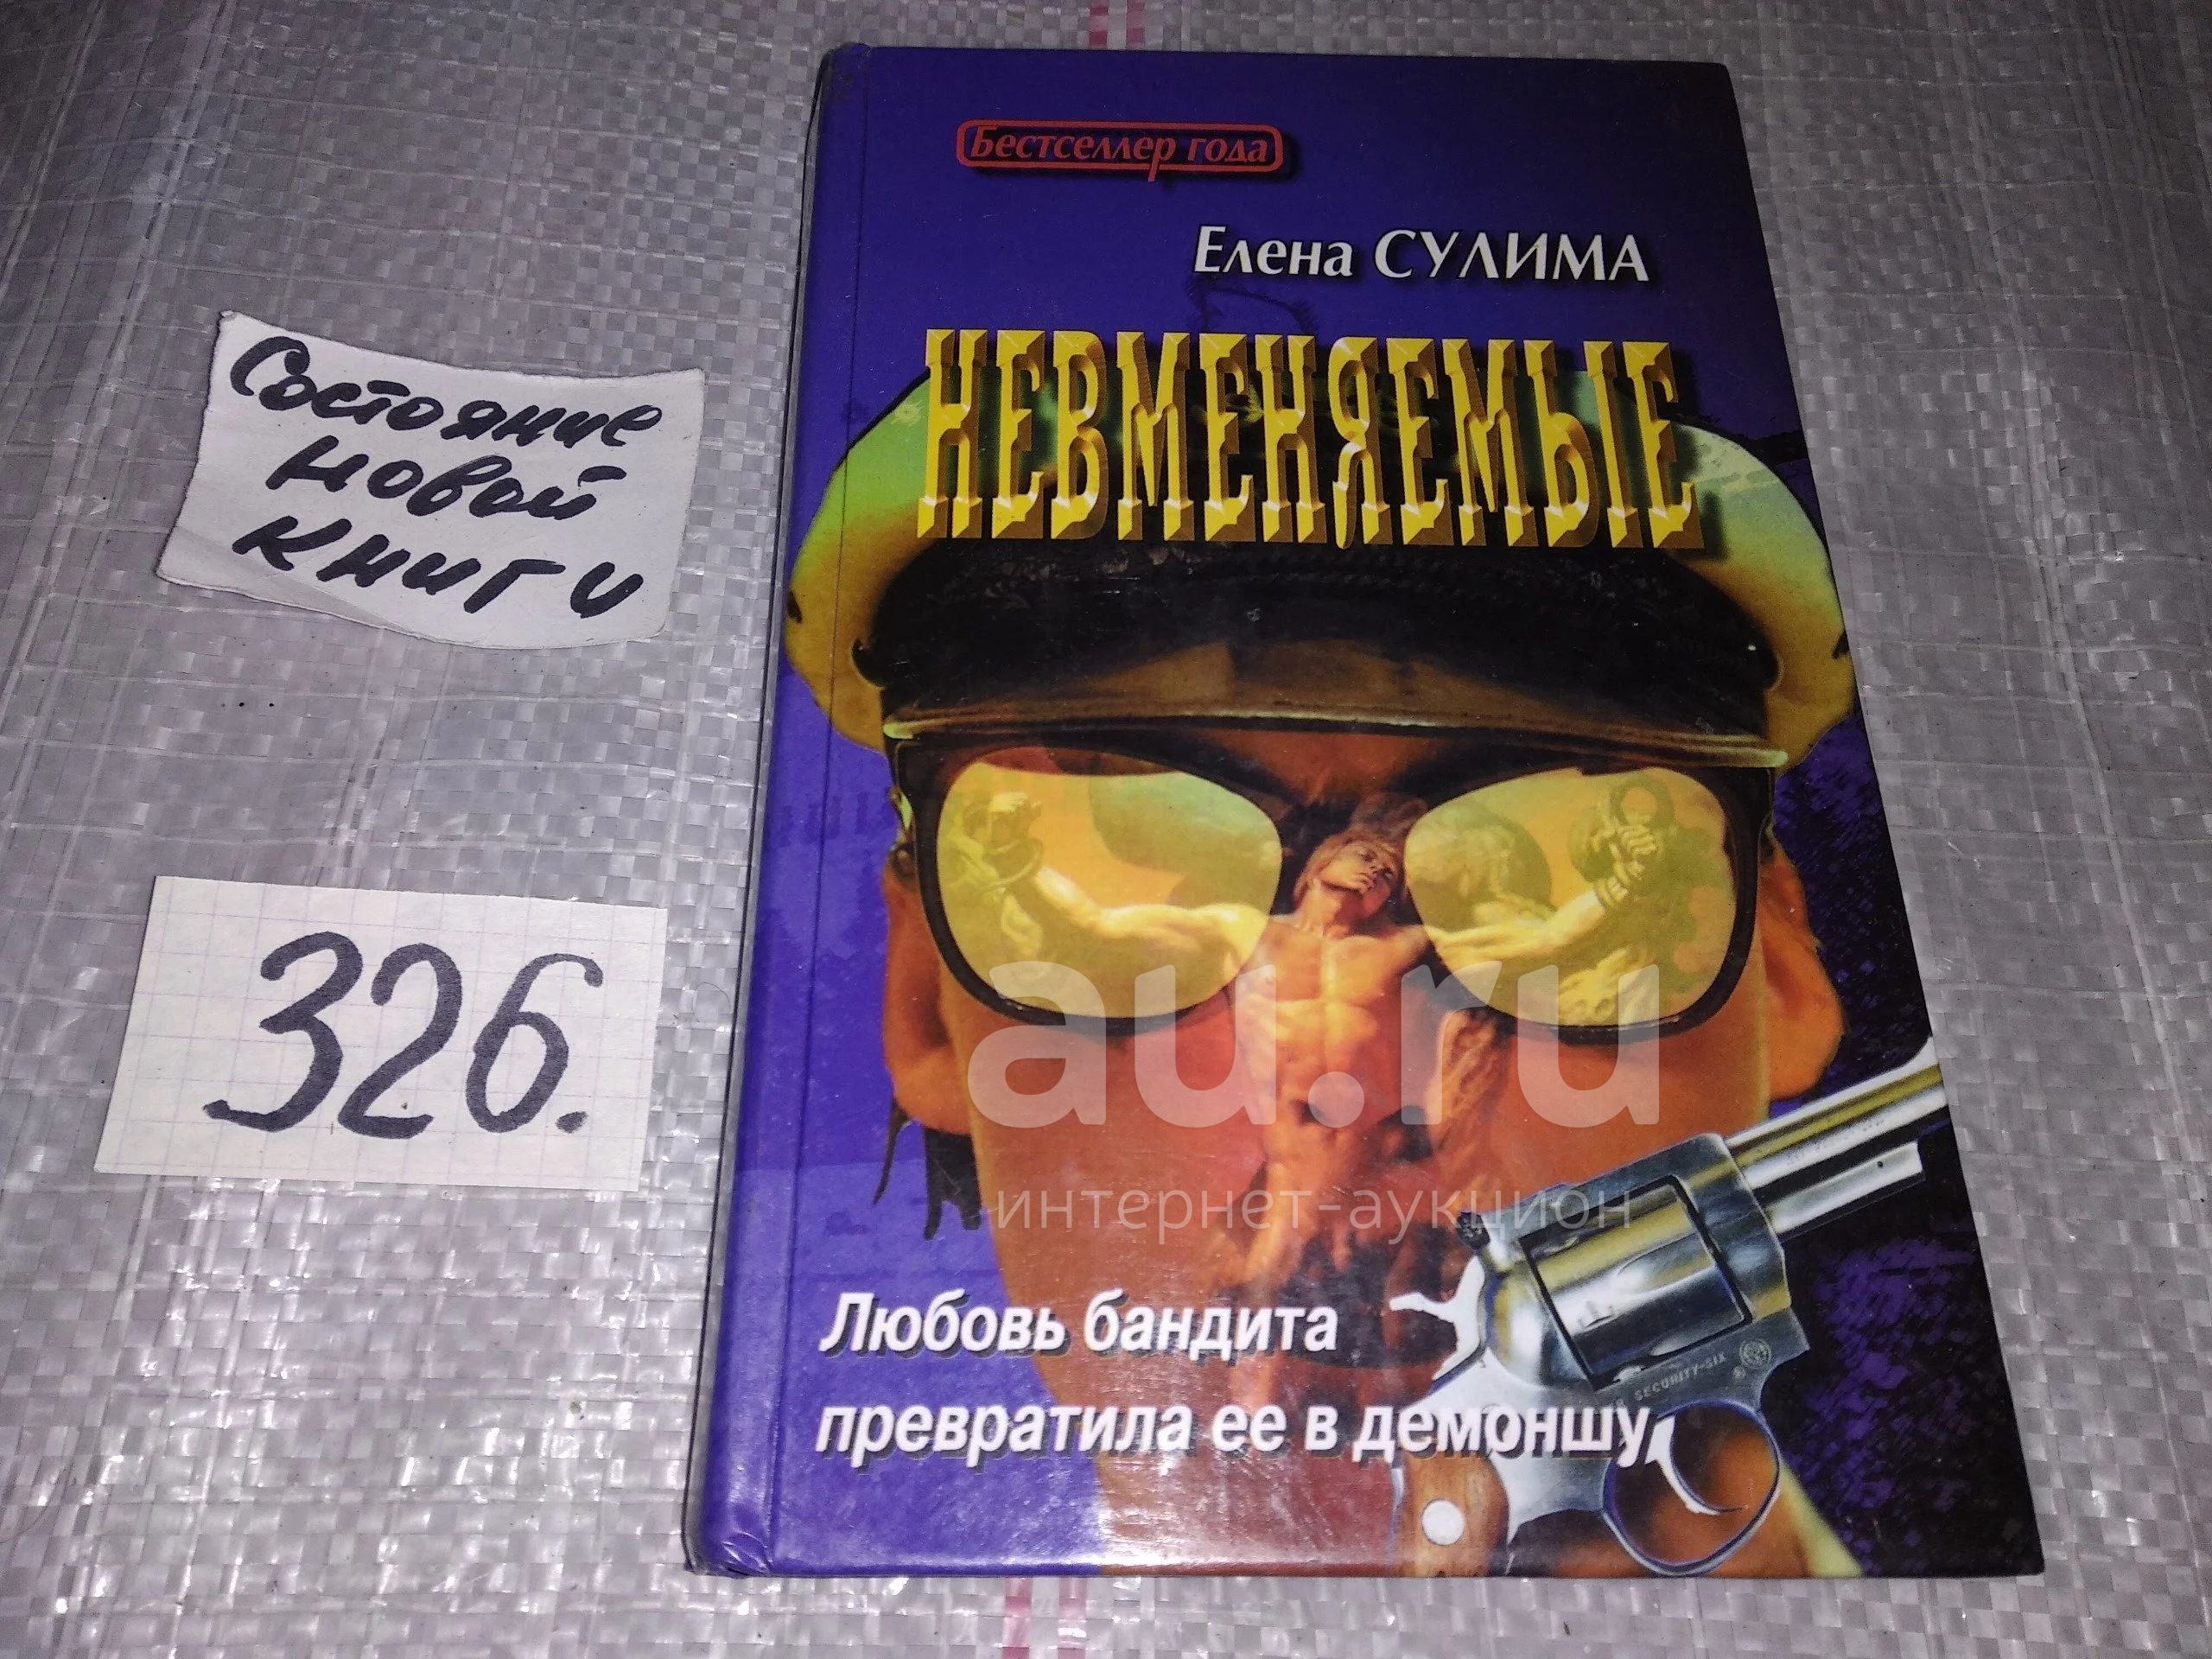 Бестселлер года
Елена СУЛИМА
НЕВМЕНЯЕМЫЕ
Состояние
новой
книги
326.
au.ru
интернет-аукцион
Любовь бандита
превратила ее в демоншу
SECURITY-SIX